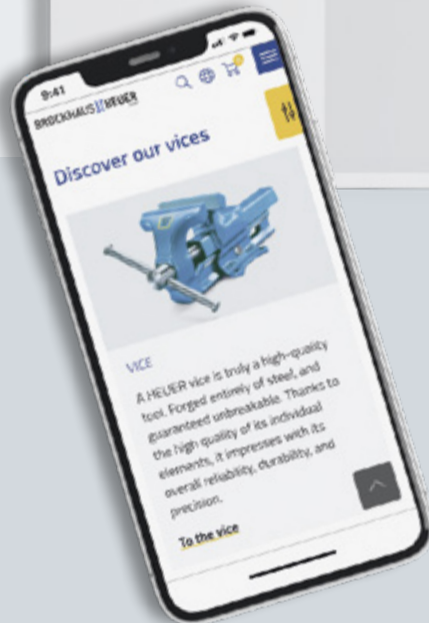 9:41
BROCKHAUS HEUER
Discover our vices
VICE
A HEUER vice is truly a high-quality
tool. Forged entirely of steel, and
guaranteed unbreakable. Thanks to
the high quality of its individual
elements, it impresses with its
overall reliability, durability, and
precision.
To the vice